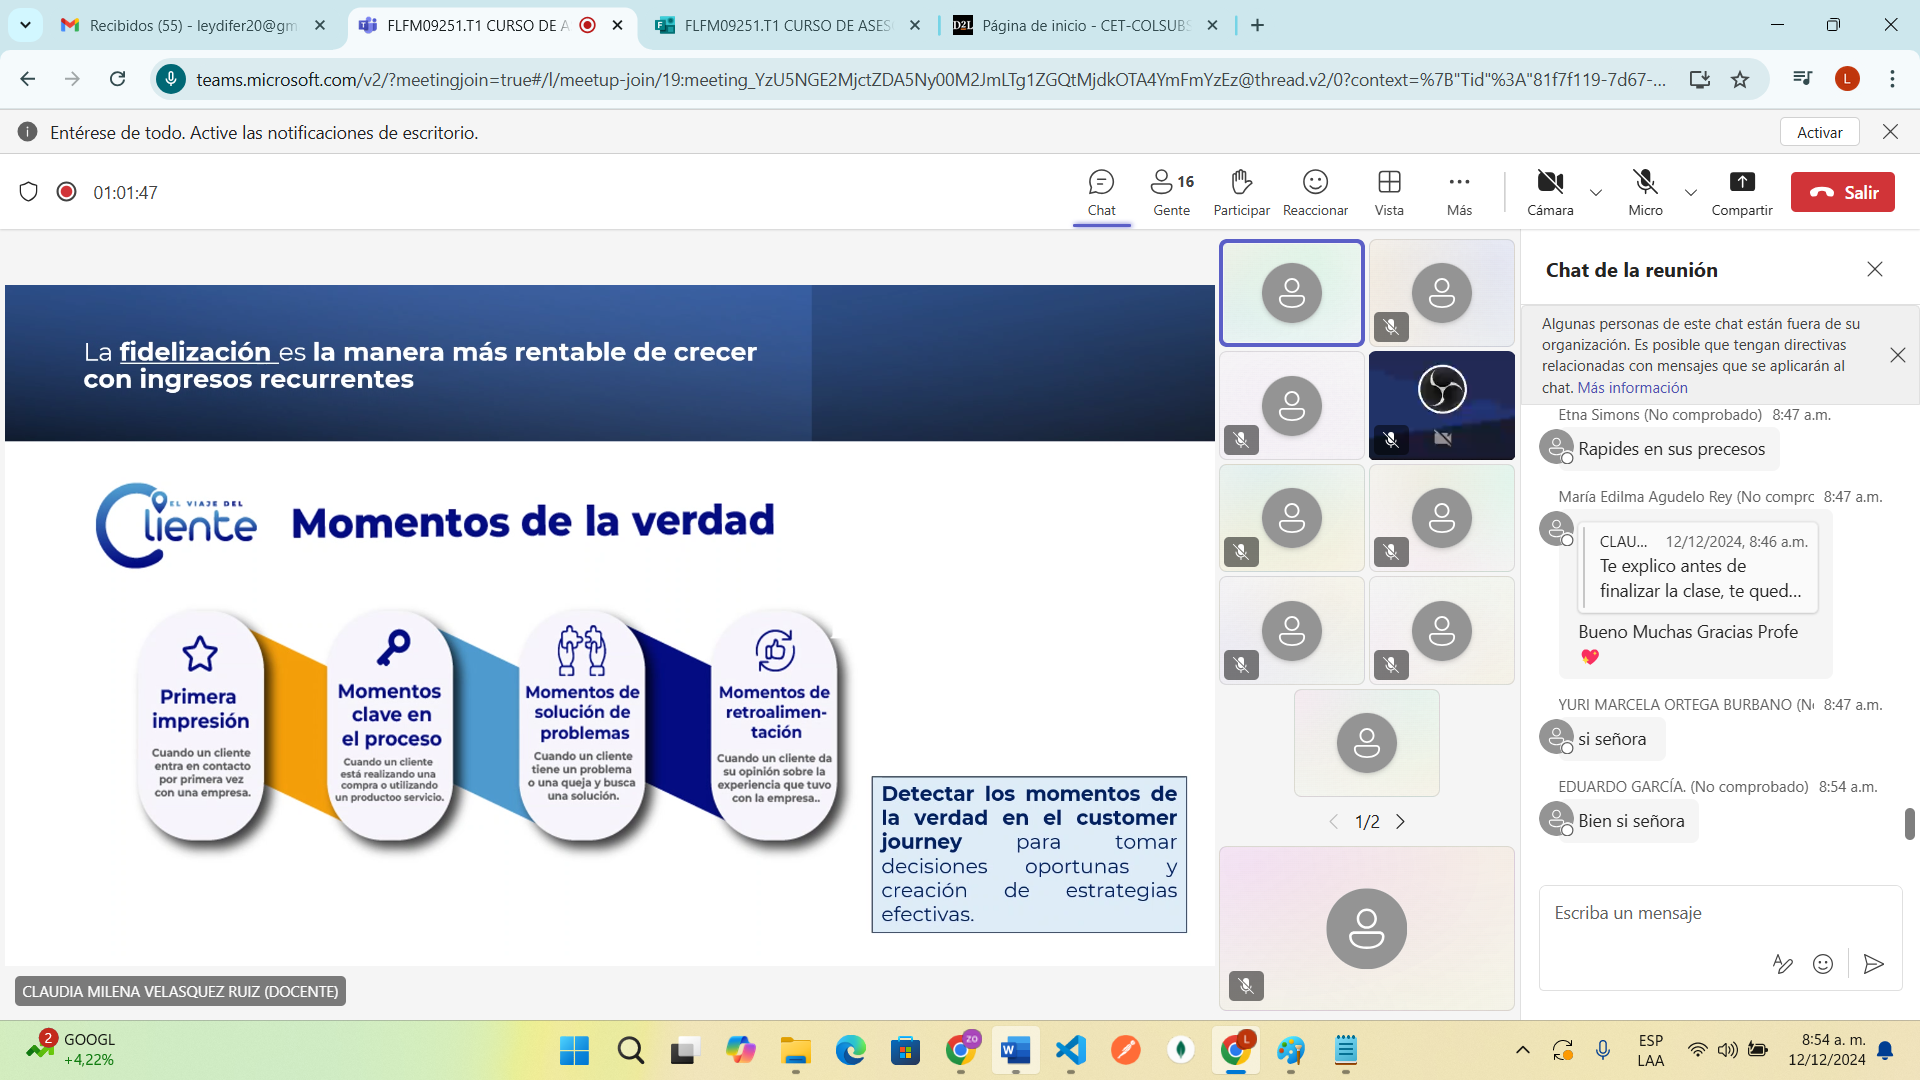 Recibidos (55) - leydifer20@gm
FLFM09251.T1 CURSO DE A
FLFM09251.T1 CURSO DE ASES
Página de inicio - CET-COLSUBS
teams.microsoft.com/v2/?meetingjoin=true#/l/meetup-join/19:meeting_YzU5NGE2MjctZDA5Ny00M2JmLTg1ZGQtMjdkOTA4YmFmYzEz@thread.v2/0?context=%7B"Tid"%3A"81f7f119-7d67-...
L
Entérese de todo. Active las notificaciones de escritorio.
Activar
01:01:47
16
Chat
Gente
Participar
Reaccionar
Vista
Más
Cámara
Micro
Compartir
Salir
La fidelización es la manera más rentable de crecer
con ingresos recurrentes
EL VIAJE DEL
Cliente
Momentos de la verdad
Primera
impresión
Cuando un cliente
entra en contacto
por primera vez
con una empresa.
Momentos
clave en
el proceso
Cuando un cliente
está realizando una
compra o utilizando
un productoo servicio.
Momentos de
solución de
problemas
Cuando un cliente
tiene un problema
o una queja y busca
una solución.
Momentos de
retroalimen-
tación
Cuando un cliente da
su opinión sobre la
experiencia que tuvo
con la empresa..
Detectar los momentos de
la verdad en el customer
journey para tomar
decisiones oportunas y
creación de estrategias
efectivas.
CLAUDIA MILENA VELASQUEZ RUIZ (DOCENTE)
1/2
Chat de la reunión
Algunas personas de este chat están fuera de su
organización. Es posible que tengan directivas
relacionadas con mensajes que se aplicarán al
chat. Más información
Etna Simons (No comprobado) 8:47 a.m.
Rapides en sus precesos
María Edilma Agudelo Rey (No compro 8:47 a.m.
CLAU... 12/12/2024, 8:46 a.m.
Te explico antes de
finalizar la clase, te qued...
Bueno Muchas Gracias Profe
💖
YURI MARCELA ORTEGA BURBANO (No 8:47 a.m.
si señora
EDUARDO GARCÍA. (No comprobado) 8:54 a.m.
Bien si señora
Escriba un mensaje
2
GOOGL
+4,22%
ZO
L
ESP
LAA
8:54 a. m.
12/12/2024